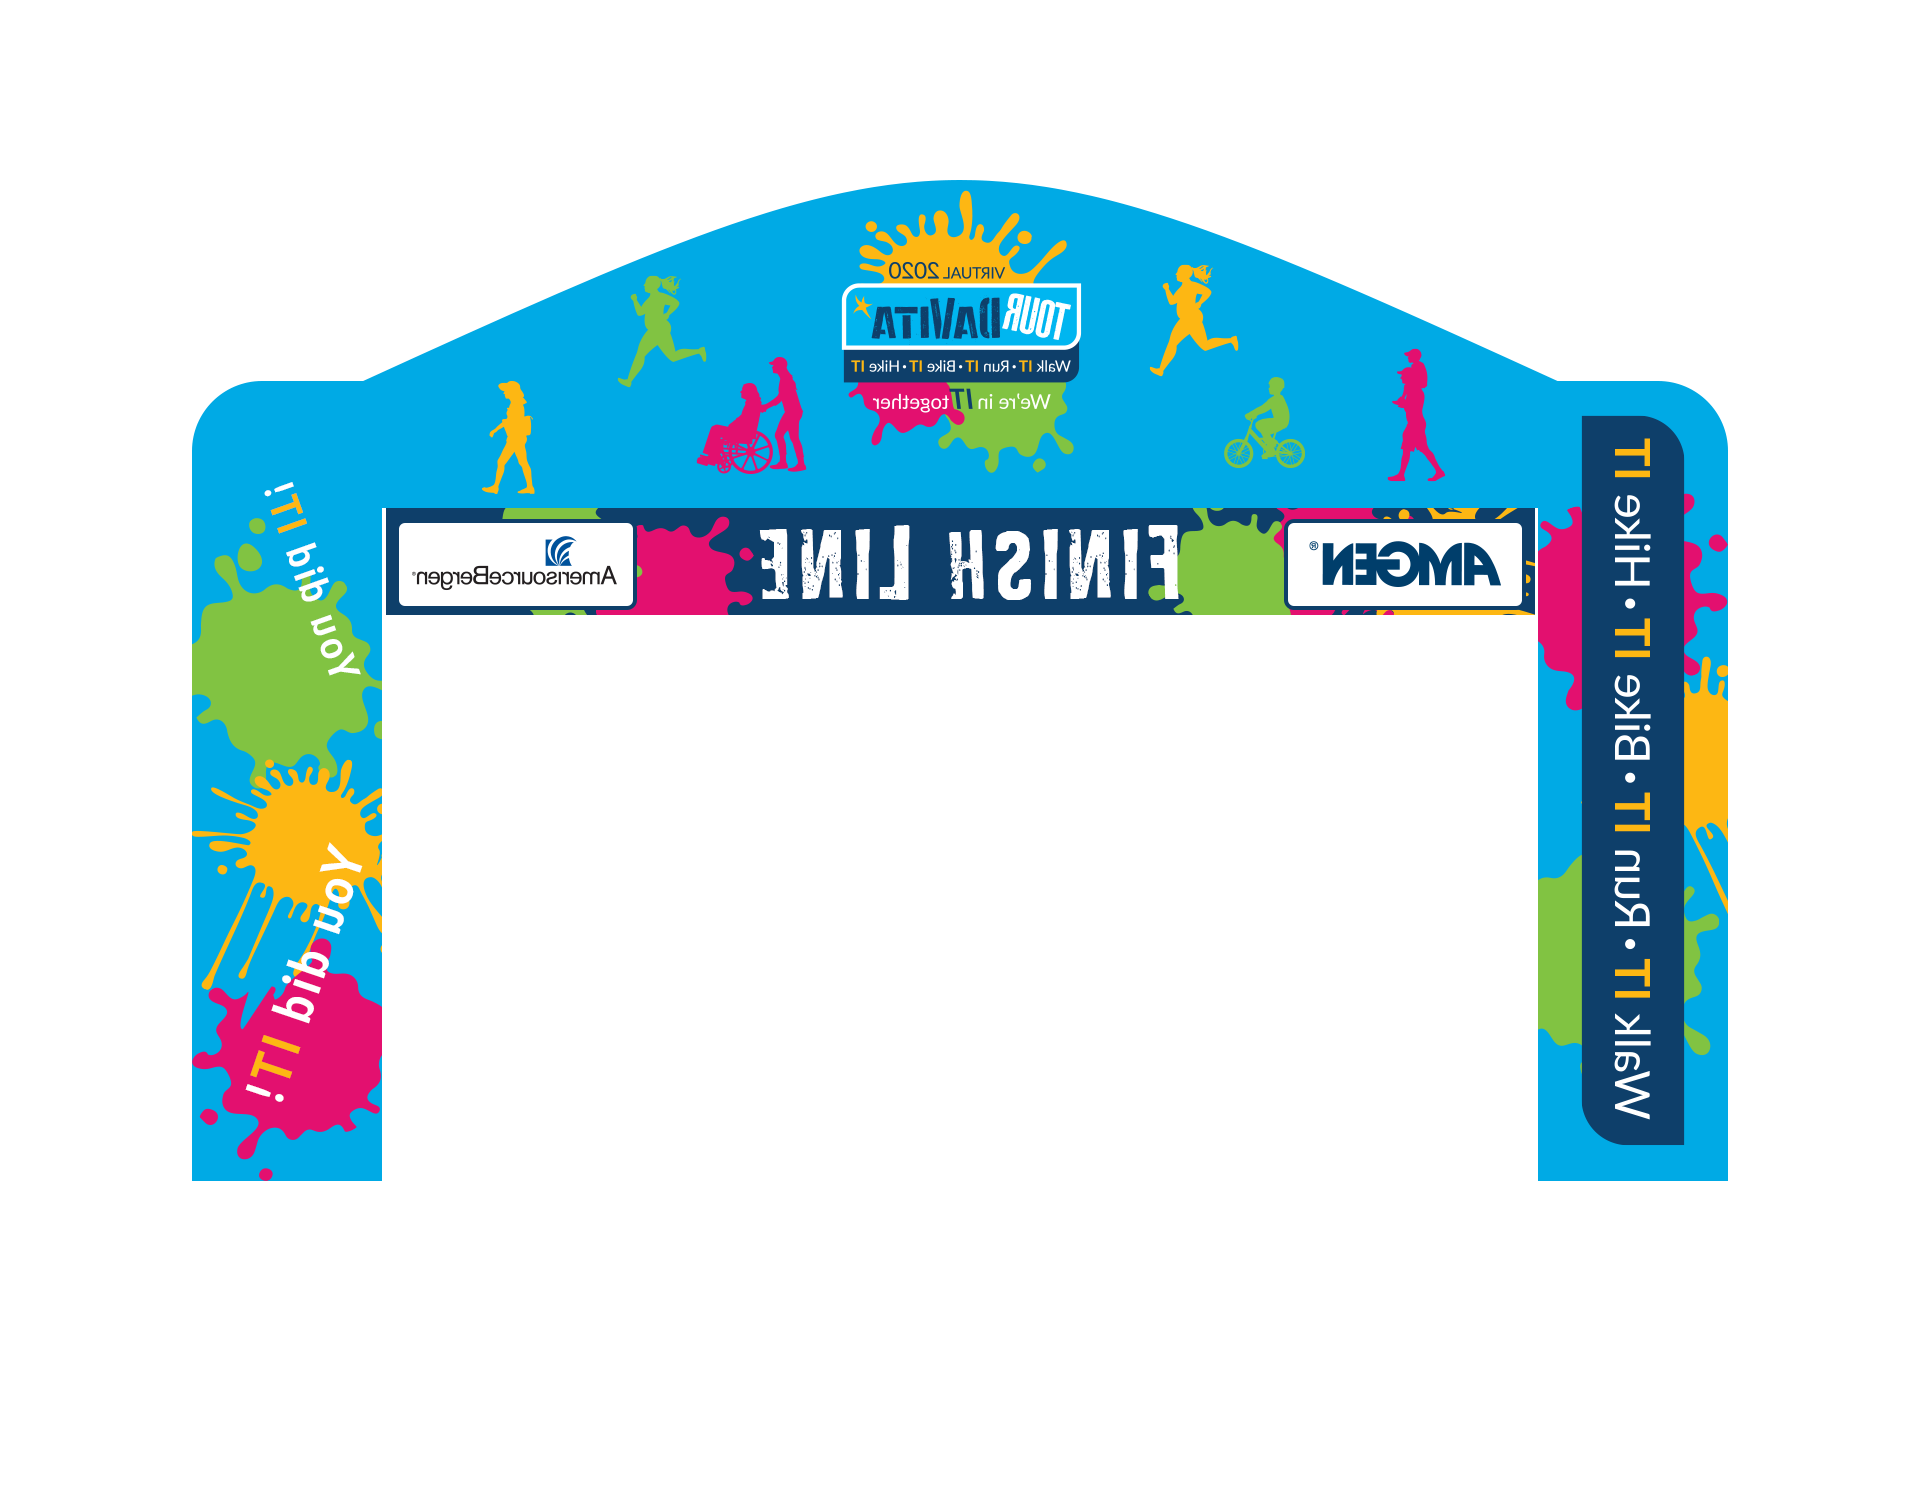 VIRTUAL 2020
TOUR DAVITA
Walk IT • Run IT • Bike IT • Hike IT
We're in IT together
AMGEN®
FINISH LINE
AmerisourceBergen®
Walk IT • Run IT • Bike IT • Hike IT
You did IT!
You did IT!